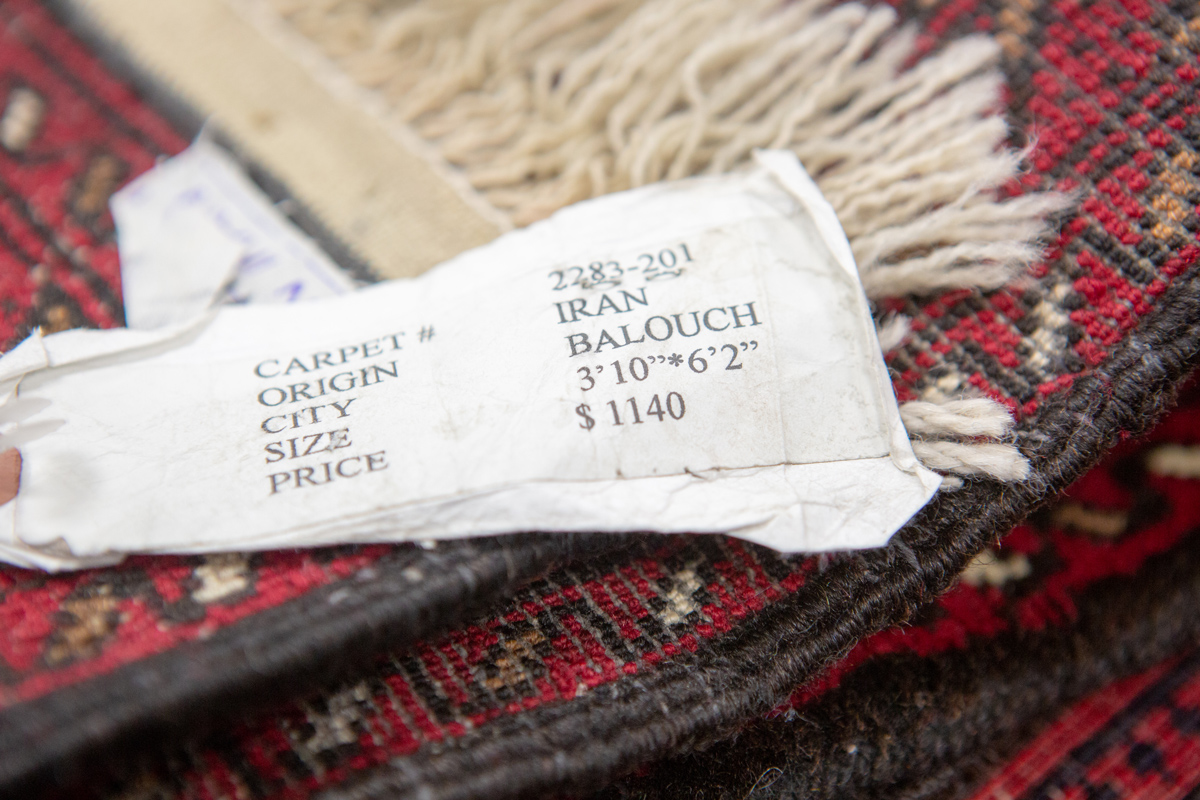 CARPET # 2283-201
ORIGIN IRAN
CITY BALOUCH
SIZE 3’10”*6’2”
PRICE $ 1140